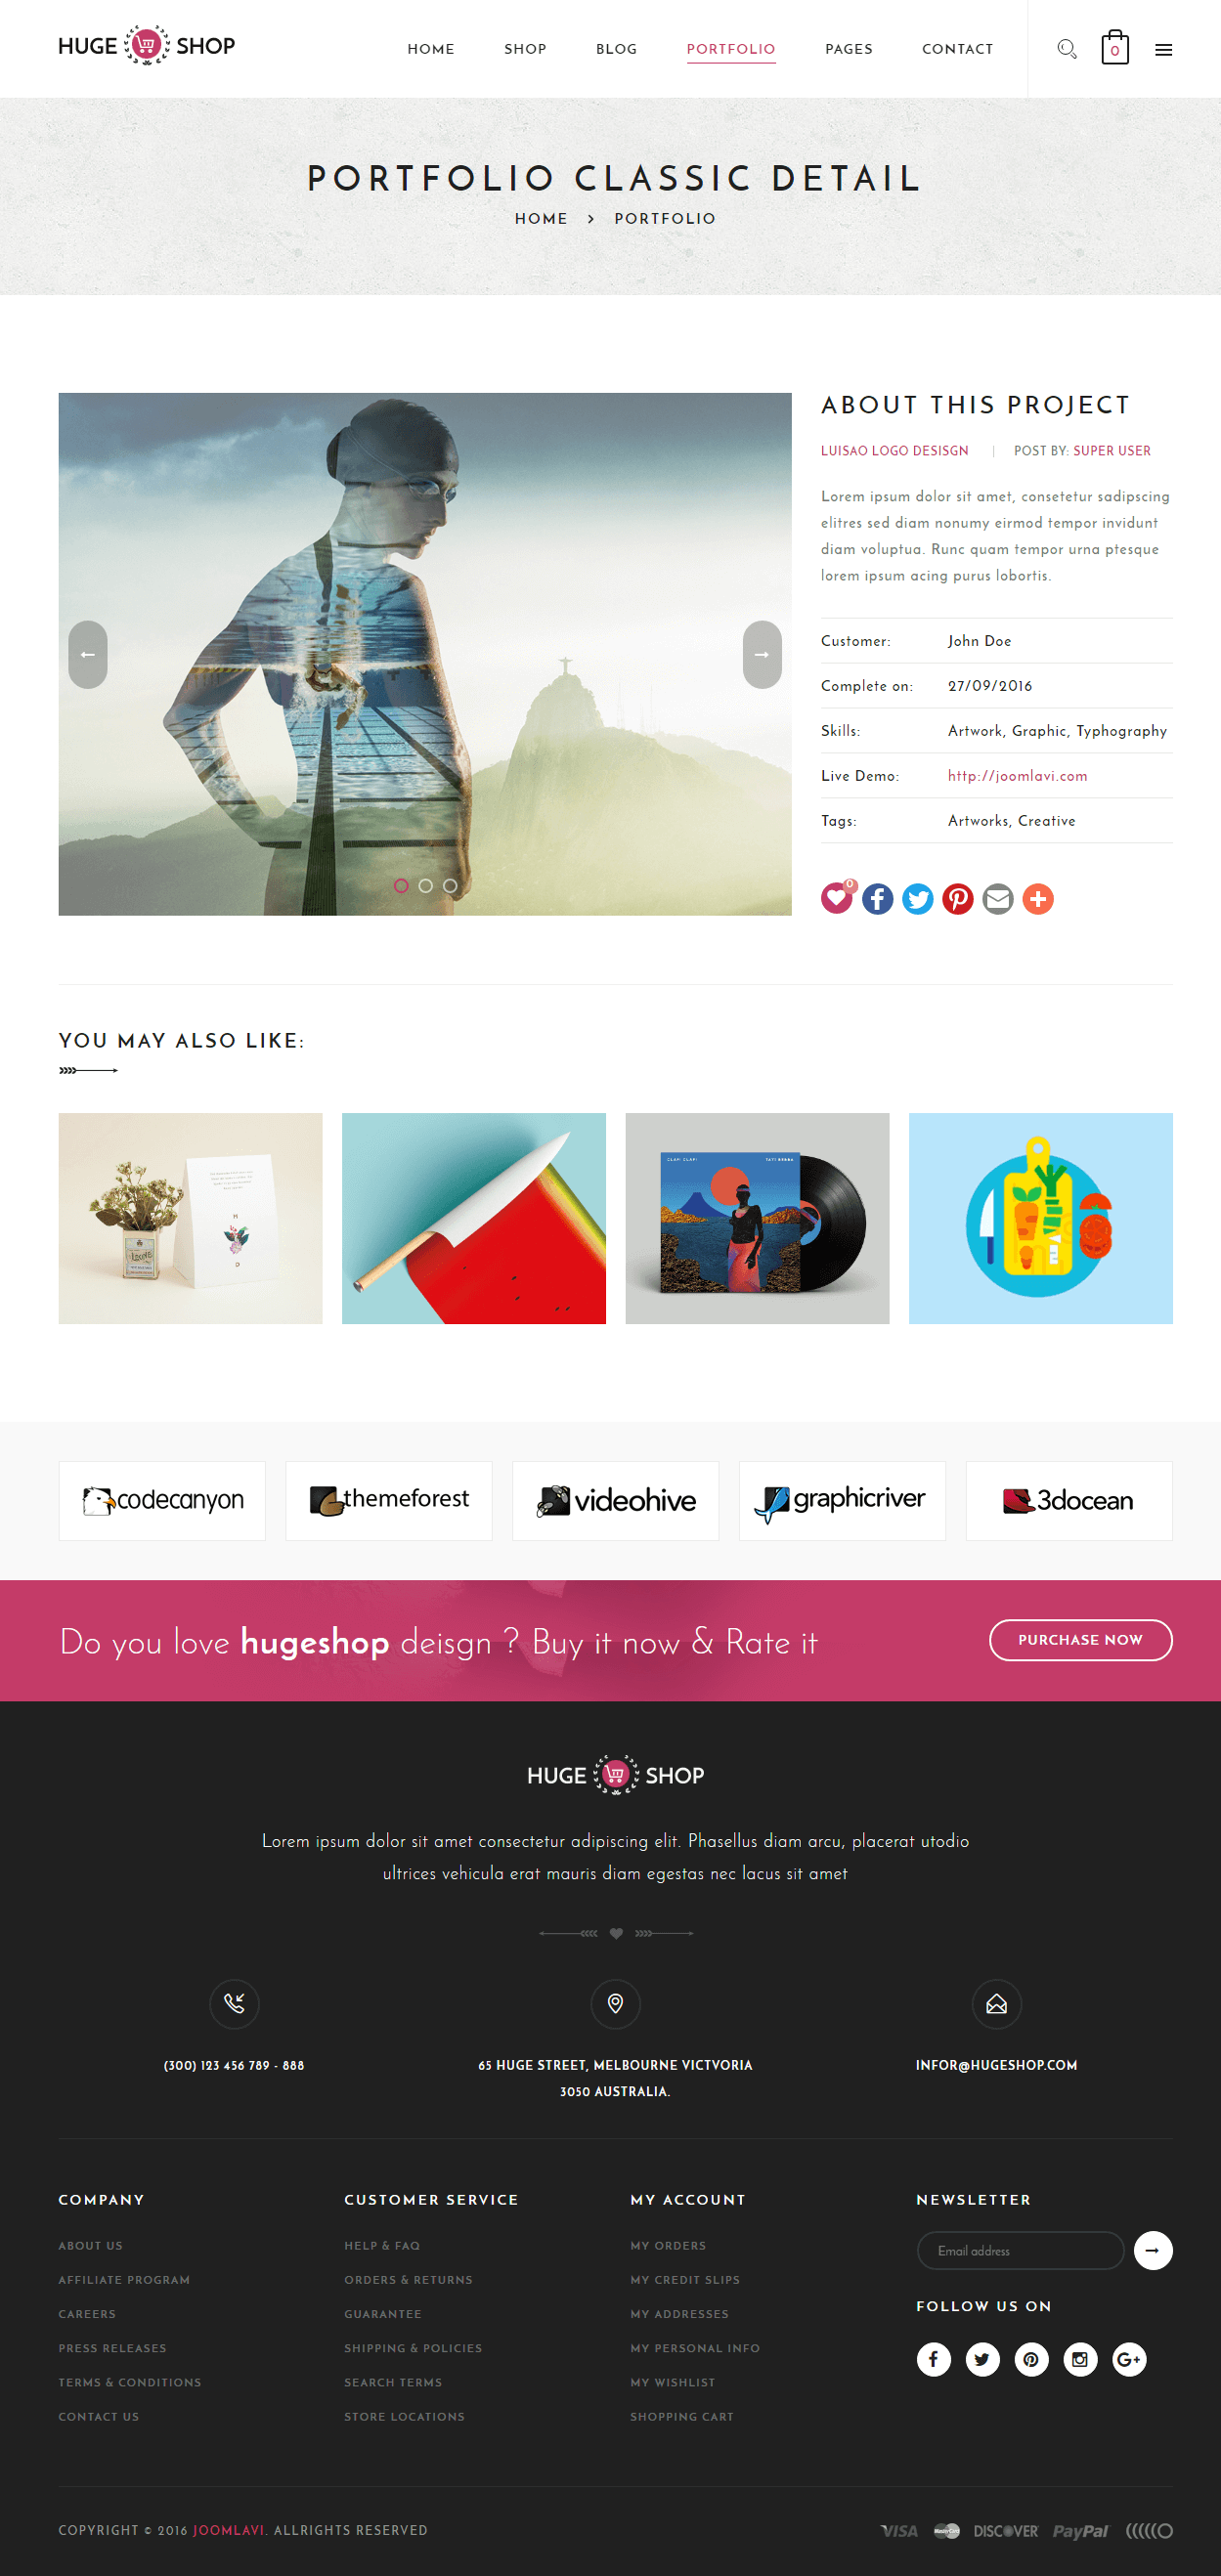 HUGE SHOP
HOME SHOP BLOG PORTFOLIO PAGES CONTACT
0
PORTFOLIO CLASSIC DETAIL
HOME > PORTFOLIO
ABOUT THIS PROJECT
LUISAO LOGO DESISGN | POST BY: SUPER USER
Lorem ipsum dolor sit amet, consetetur sadipscing
elitres sed diam nonumy eirmod tempor invidunt
diam voluptua. Runc quam tempor urna ptesque
lorem ipsum acing purus lobortis.
Customer: John Doe
Complete on: 27/09/2016
Skills: Artwork, Graphic, Typhography
Live Demo: http://joomlavi.com
Tags: Artworks, Creative
0
YOU MAY ALSO LIKE:
H
D
codecanyon
themeforest
videohive
graphicriver
3docean
Do you love hugeshop deisgn ? Buy it now & Rate it
PURCHASE NOW
HUGE SHOP
Lorem ipsum dolor sit amet consectetur adipiscing elit. Phasellus diam arcu, placerat utodio
ultrices vehicula erat mauris diam egestas nec lacus sit amet
(300) 123 456 789 - 888
65 HUGE STREET, MELBOURNE VICTVORIA
3050 AUSTRALIA.
INFOR@HUGESHOP.COM
COMPANY
ABOUT US
AFFILIATE PROGRAM
CAREERS
PRESS RELEASES
TERMS & CONDITIONS
CONTACT US
CUSTOMER SERVICE
HELP & FAQ
ORDERS & RETURNS
GUARANTEE
SHIPPING & POLICIES
SEARCH TERMS
STORE LOCATIONS
MY ACCOUNT
MY ORDERS
MY CREDIT SLIPS
MY ADDRESSES
MY PERSONAL INFO
MY WISHLIST
SHOPPING CART
NEWSLETTER
Email address
FOLLOW US ON
COPYRIGHT © 2016 JOOMLAVI. ALLRIGHTS RESERVED
VISA MasterCard DISCOVER PayPal